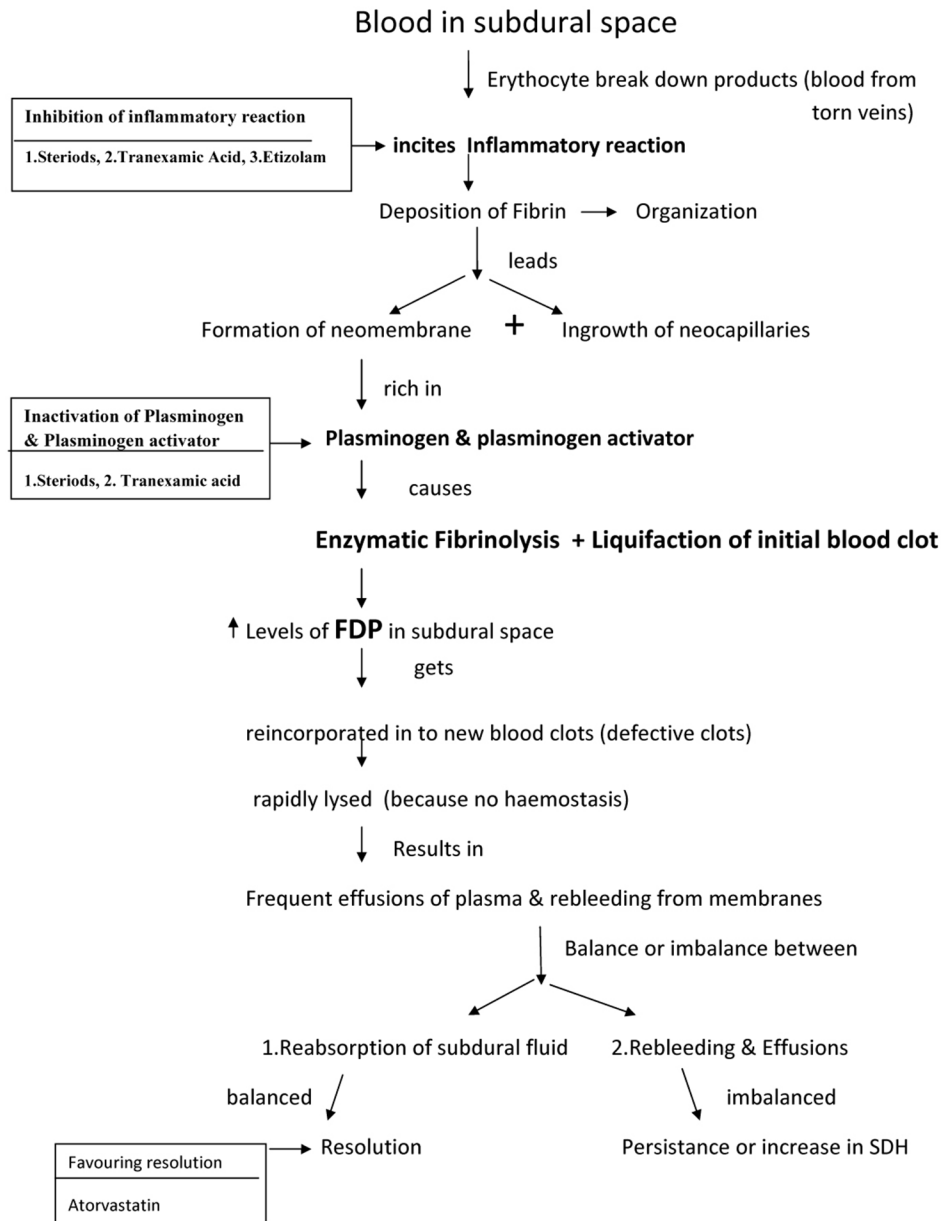 Blood in subdural space
Erythocyte break down products (blood from
torn veins)
Inhibition of inflammatory reaction
1.Steriods, 2.Tranexamic Acid, 3.Etizolam
incites Inflammatory reaction
Deposition of Fibrin
Organization
leads
Formation of neomembrane + Ingrowth of neocapillaries
rich in
Inactivation of Plasminogen
& Plasminogen activator
1.Steriods, 2. Tranexamic acid
Plasminogen & plasminogen activator
causes
Enzymatic Fibrinolysis + Liquifaction of initial blood clot
Levels of FDP in subdural space
gets
reincorporated in to new blood clots (defective clots)
rapidly lysed (because no haemostasis)
Results in
Frequent effusions of plasma & rebleeding from membranes
Balance or imbalance between
1.Reabsorption of subdural fluid
2.Rebleeding & Effusions
balanced
imbalanced
Resolution
Persistance or increase in SDH
Favouring resolution
Atorvastatin